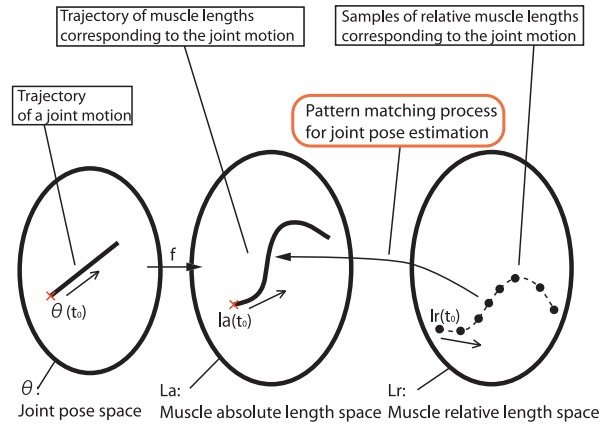 Trajectory of muscle lengths
corresponding to the joint motion
Samples of relative muscle lengths
corresponding to the joint motion
Trajectory
of a joint motion
Pattern matching process
for joint pose estimation
f
θ (t₀)
la(t₀)
lr(t₀)
θ:
Joint pose space
La:
Muscle absolute length space
Lr:
Muscle relative length space